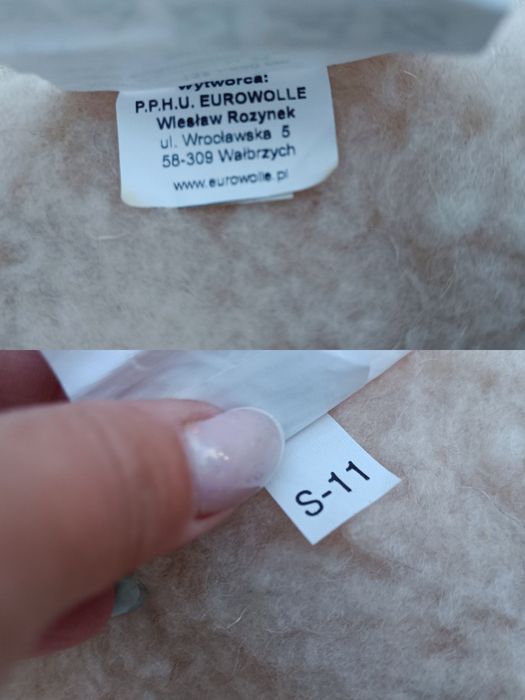 wytwórca:
P.P.H.U. EUROWOLLE
Wiesław Rozynek
ul. Wrocławska 5
58-309 Wałbrzych
www.eurowolle.pl
S-11